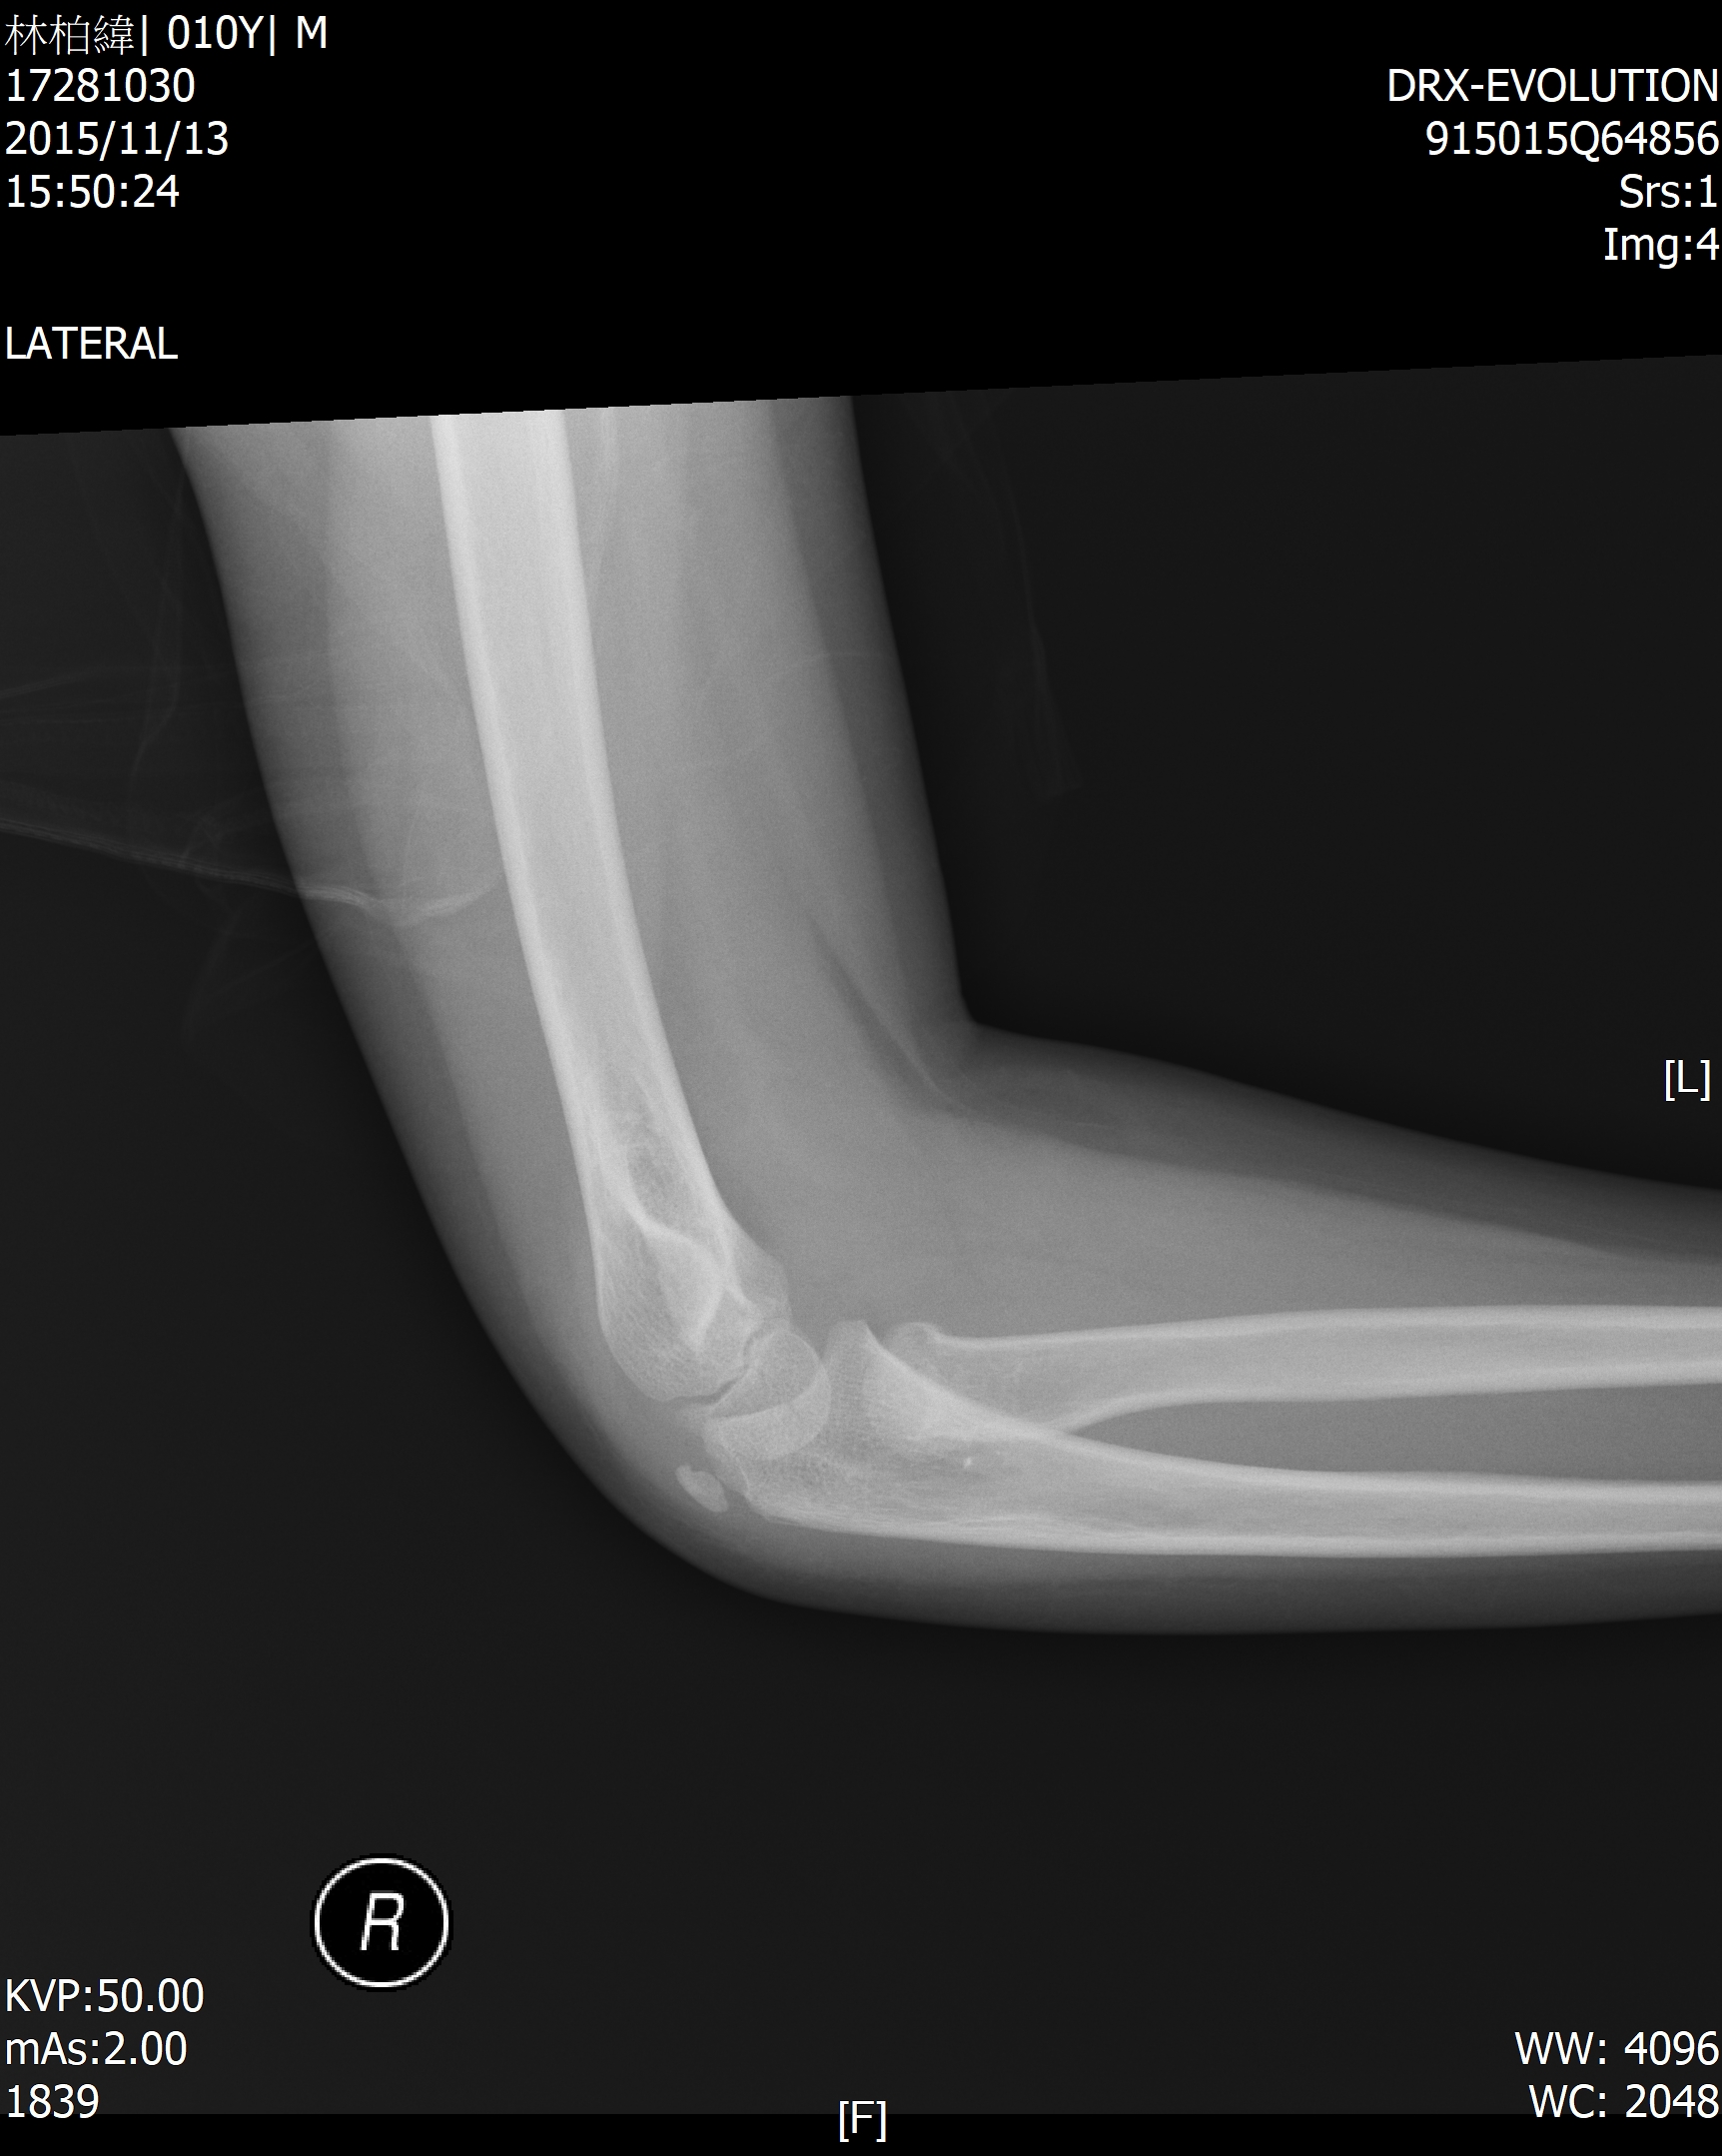 林柏緯| 010Y| M
17281030
2015/11/13
15:50:24
DRX-EVOLUTION
915015Q64856
Srs:1
Img:4
LATERAL
[L]
R
KVP:50.00
mAs:2.00
1839
[F]
WW: 4096
WC: 2048